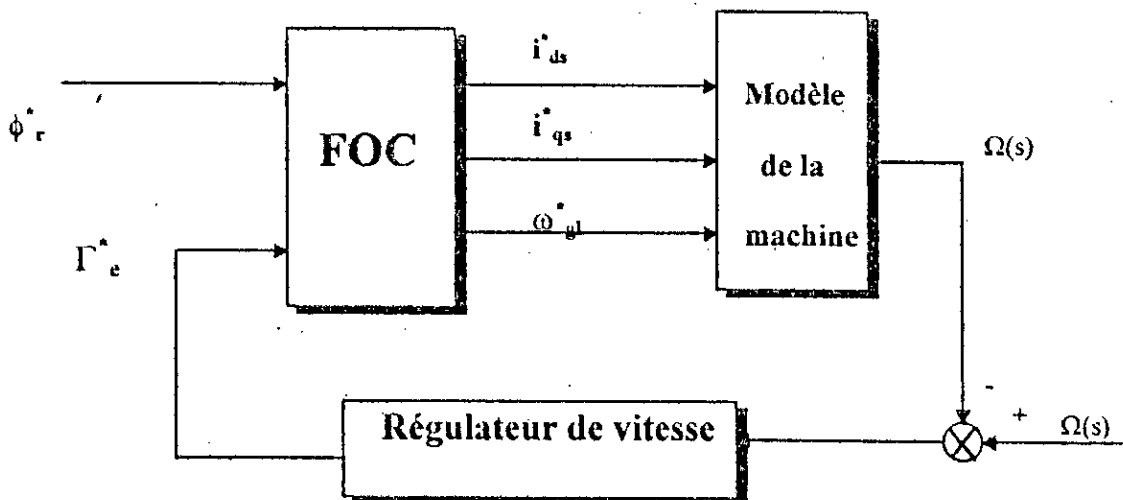 i*ds
ϕ*r
FOC
i*qs
ω*gl
Modèle
de la
machine
Ω(s)
Γ*e
-
+
Régulateur de vitesse
Ω(s)